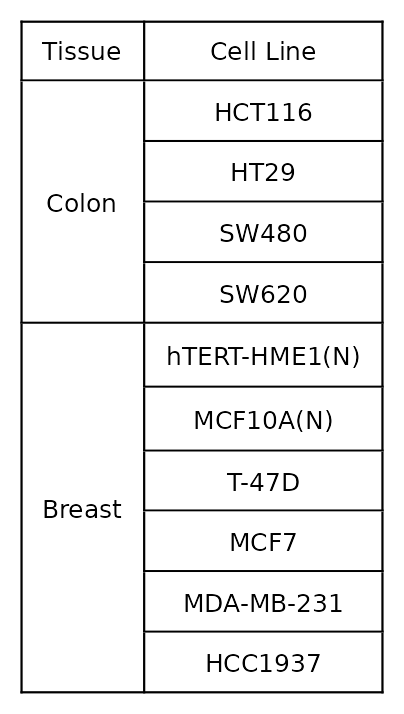 Tissue Cell Line
Colon
HCT116
HT29
SW480
SW620
Breast
hTERT-HME1(N)
MCF10A(N)
T-47D
MCF7
MDA-MB-231
HCC1937